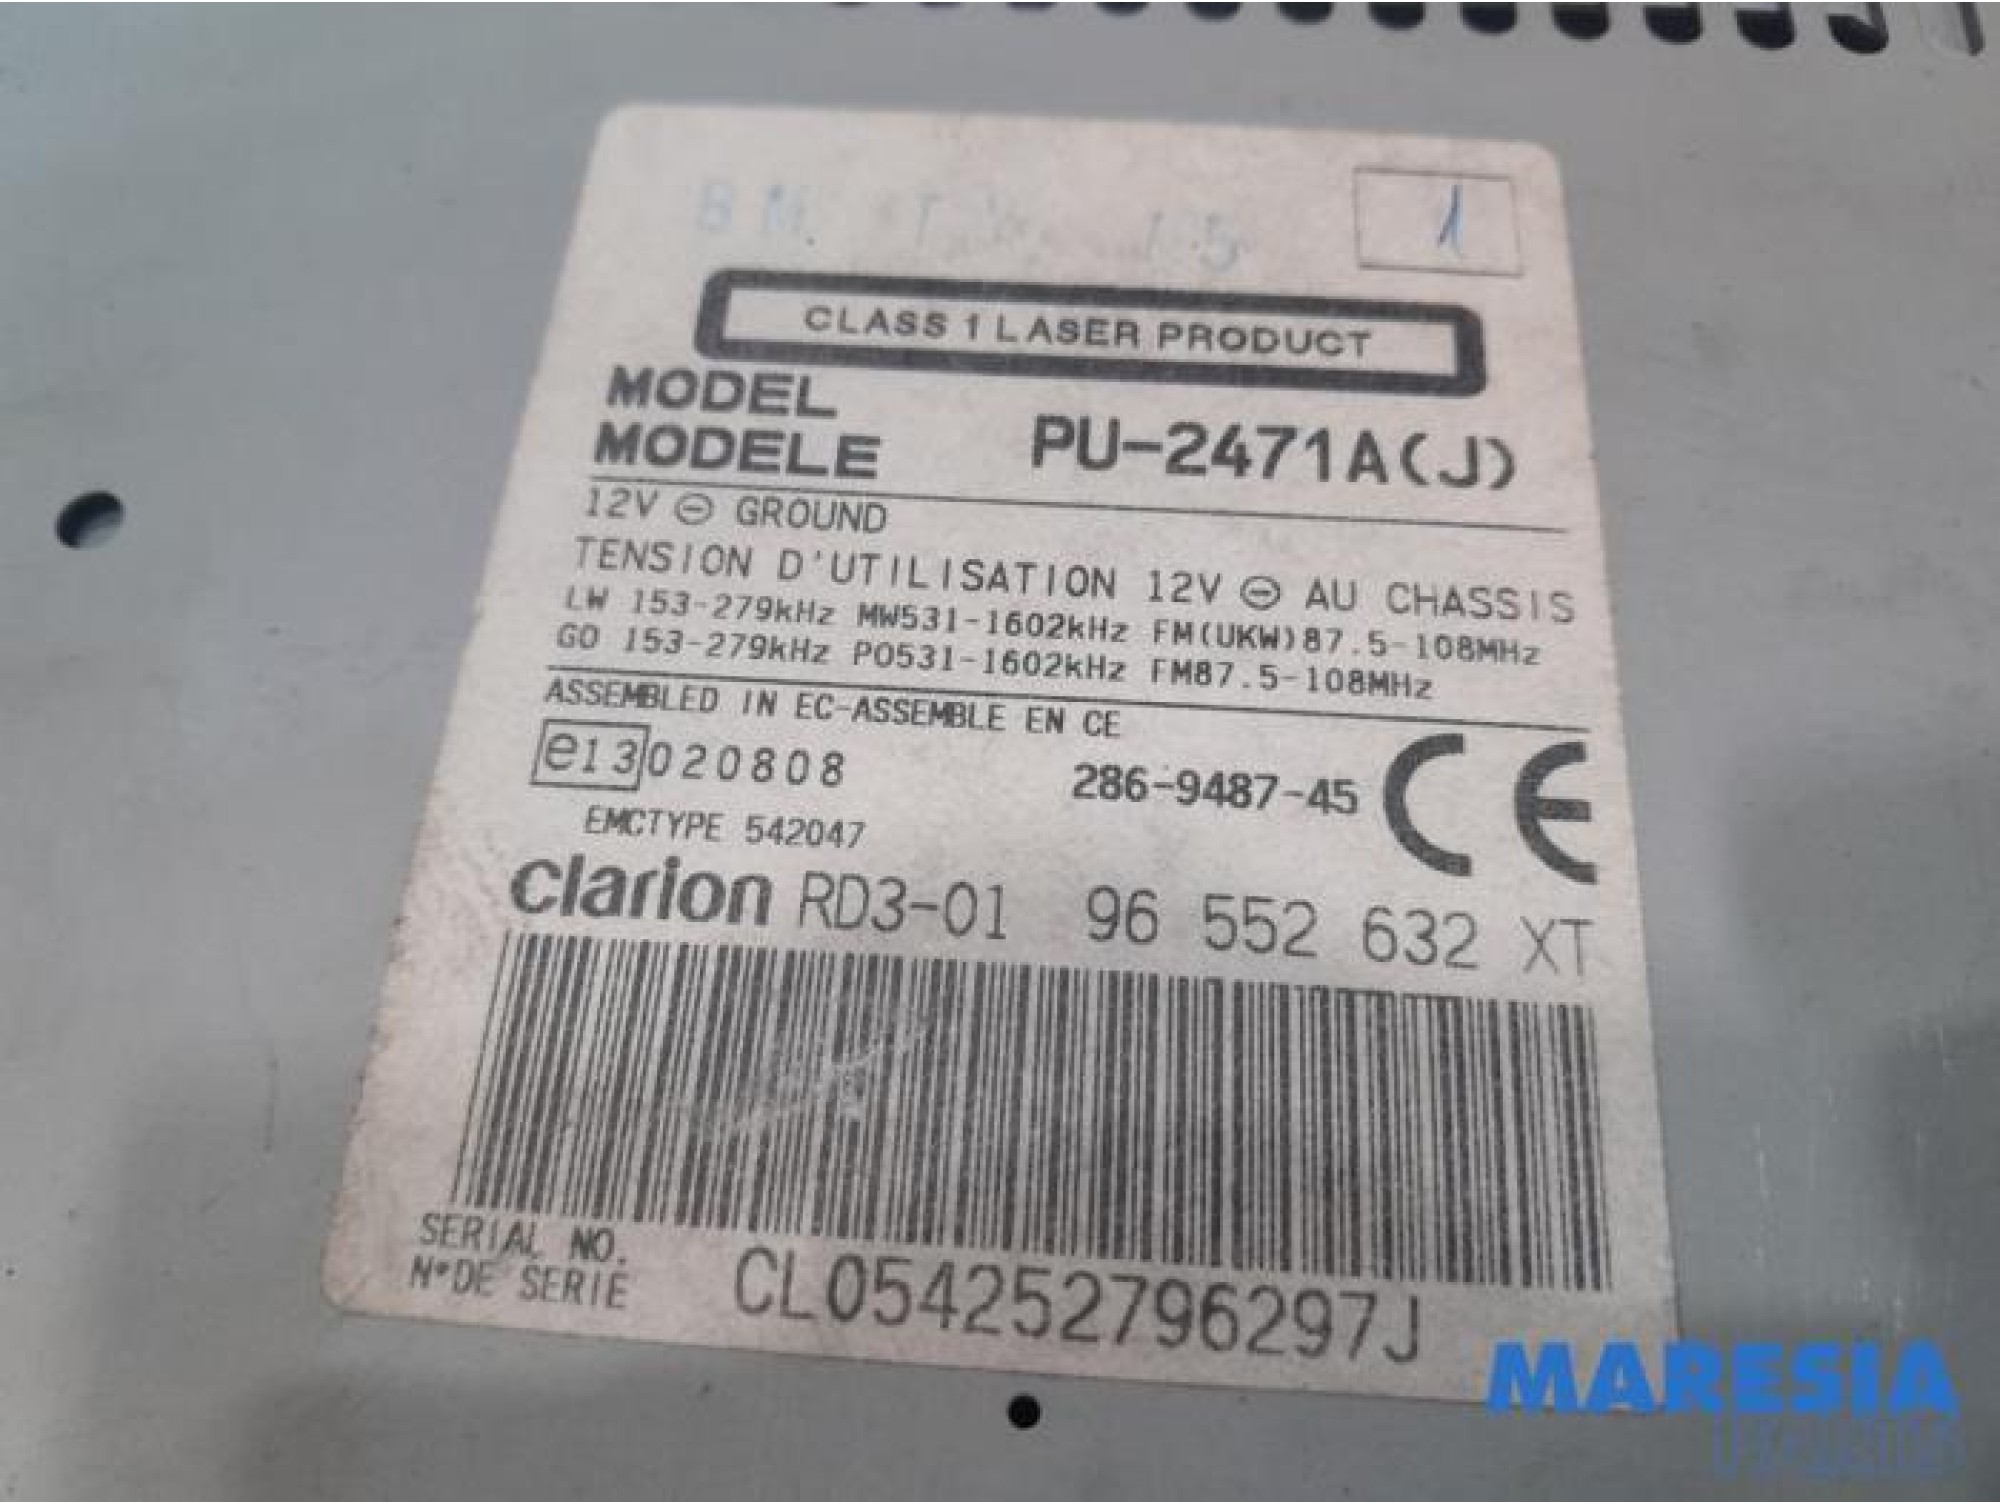 1
CLASS 1 LASER PRODUCT
MODEL
MODELE PU-2471A(J)
12V ⊖ GROUND
TENSION D'UTILISATION 12V ⊖ AU CHASSIS
LW 153-279kHz MW531-1602kHz FM(UKW)87.5-108MHz
GO 153-279kHz PO531-1602kHz FM87.5-108MHz
ASSEMBLED IN EC-ASSEMBLE EN CE
e13 020808 286-9487-45 CE
EMCTYPE 542047
clarion RD3-01 96 552 632 XT
SERIAL NO.
N°DE SERIE CL054252796297J
MARESIA